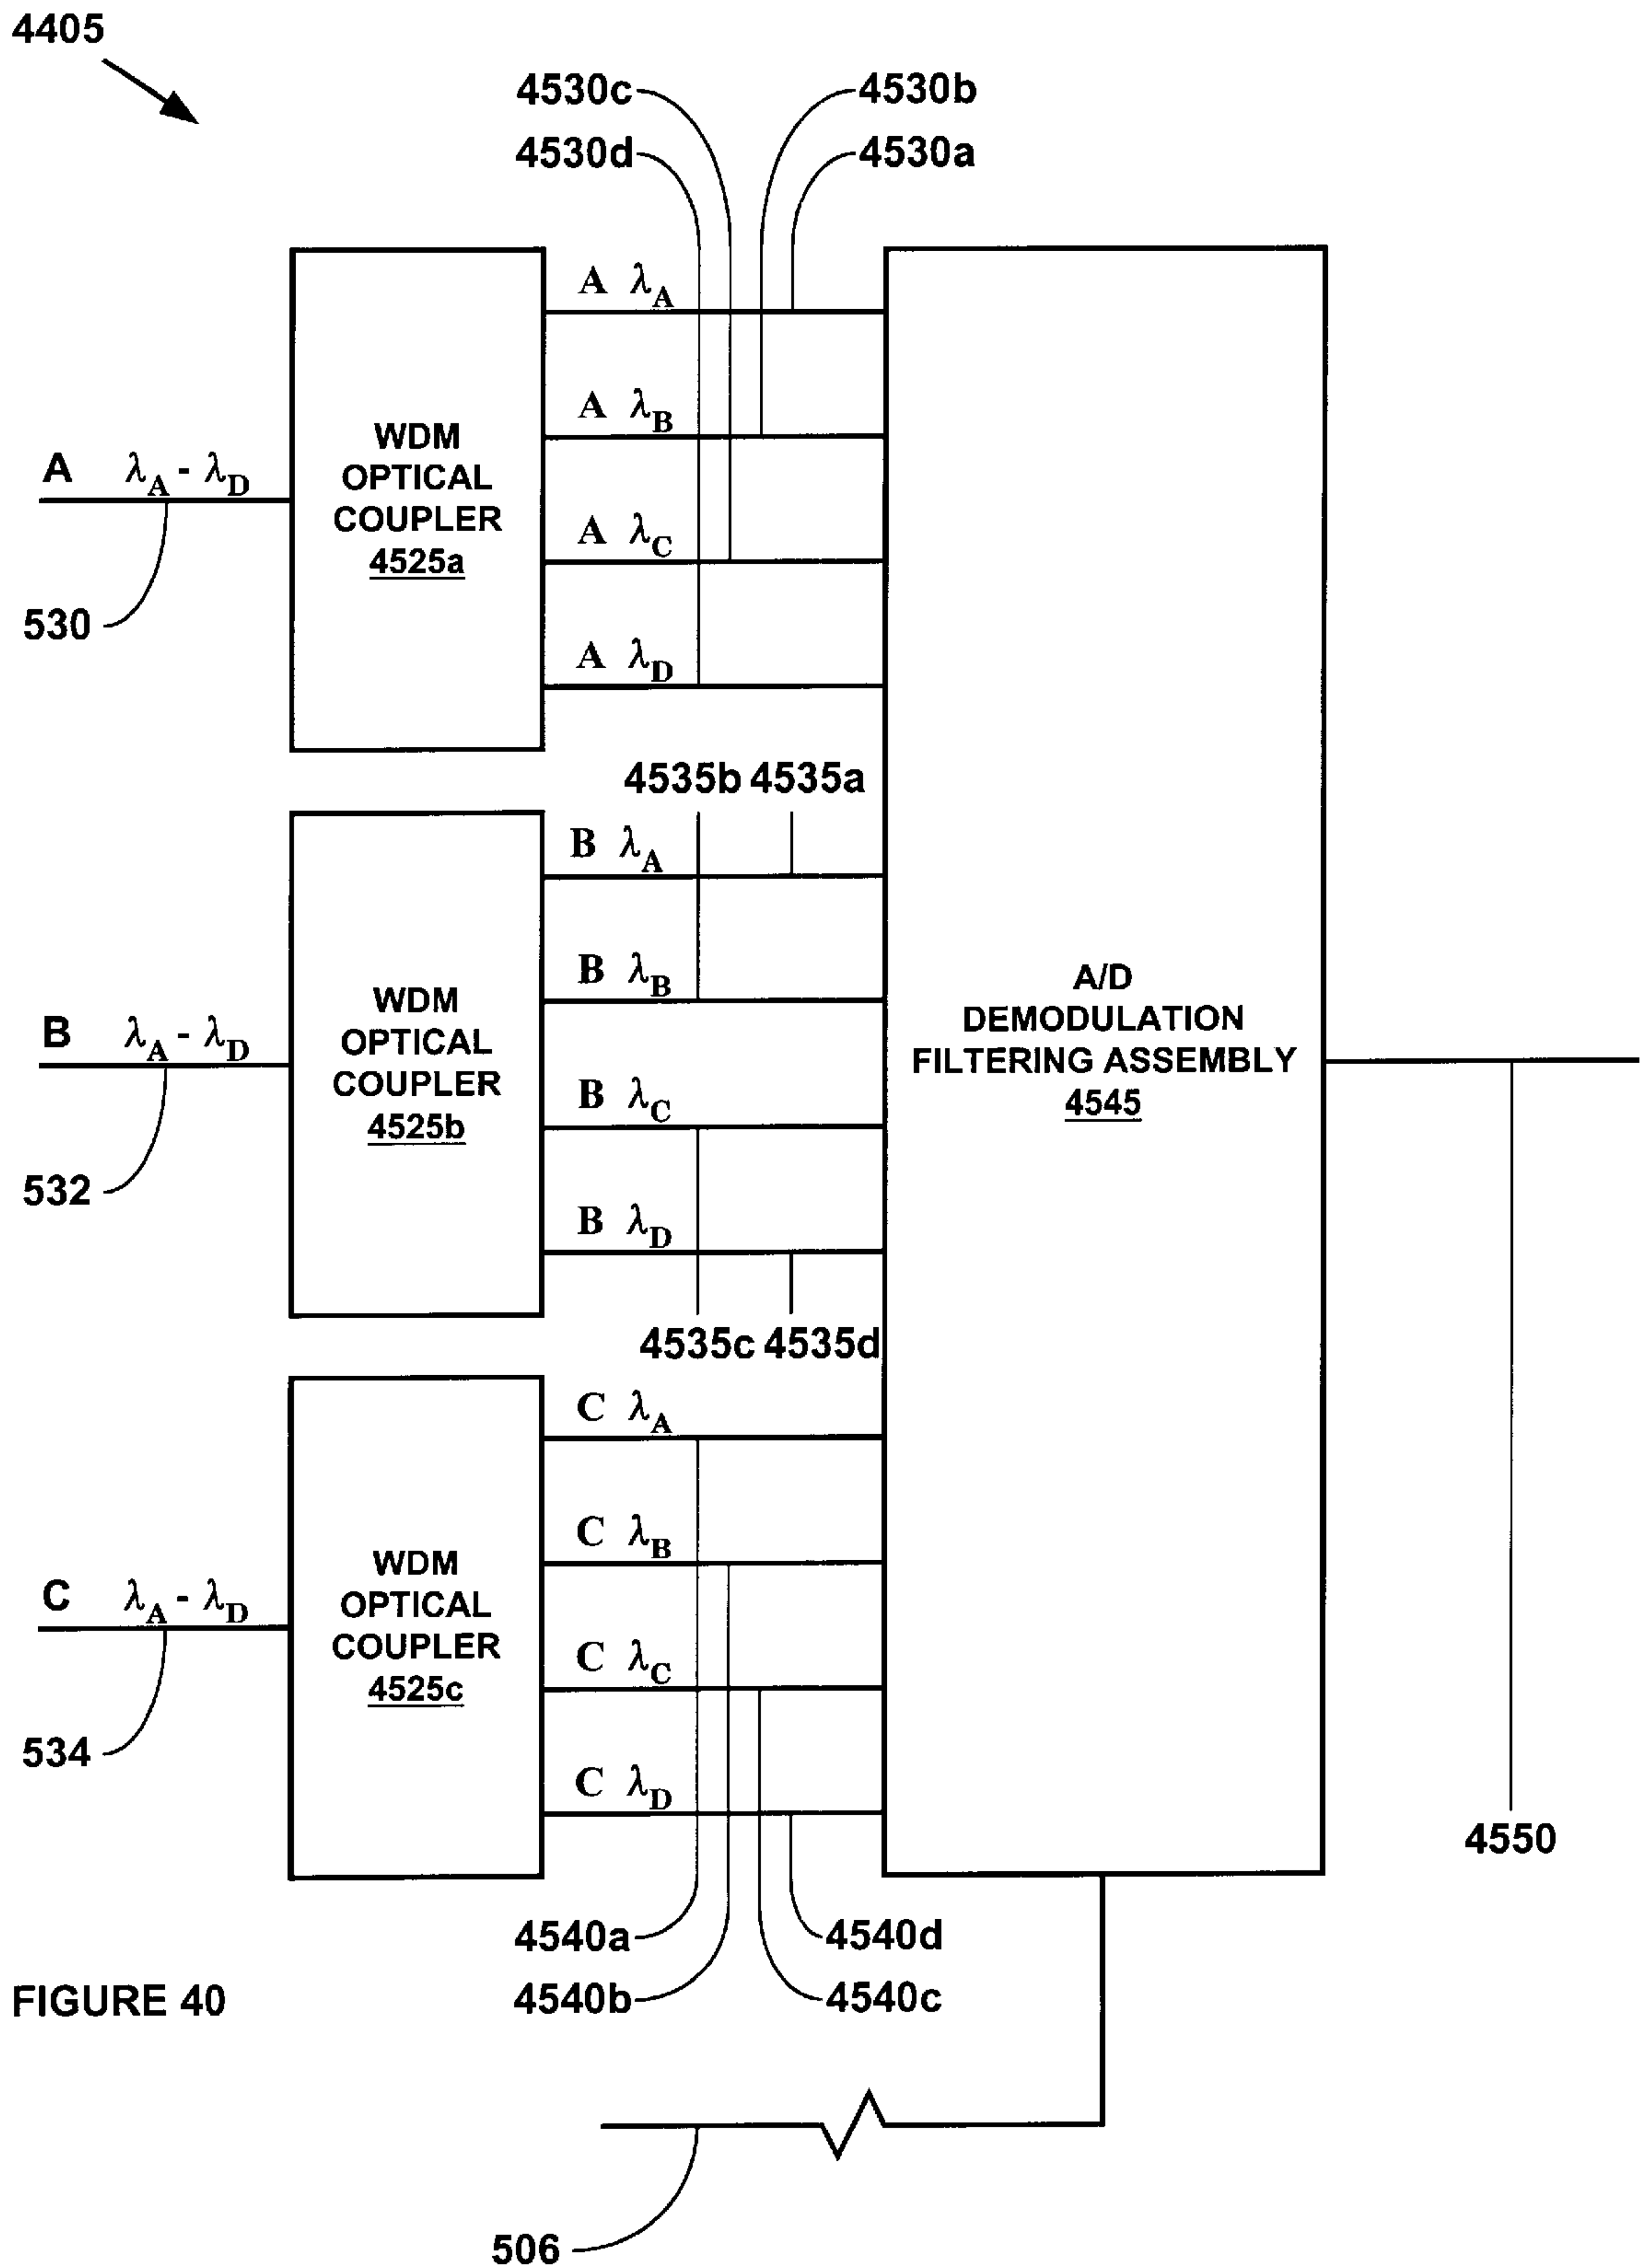 4405
4530c
4530b
4530d
4530a
A λA
A λB
A λA - λD
WDM
OPTICAL
COUPLER
4525a
A λC
530
A λD
4535b 4535a
B λA
B λB
B λA - λD
WDM
OPTICAL
COUPLER
4525b
A/D
DEMODULATION
FILTERING ASSEMBLY
4545
B λC
532
B λD
4535c 4535d
C λA
C λB
C λA - λD
WDM
OPTICAL
COUPLER
4525c
C λC
534
C λD
4550
4540a
4540d
4540b
4540c
FIGURE 40
506